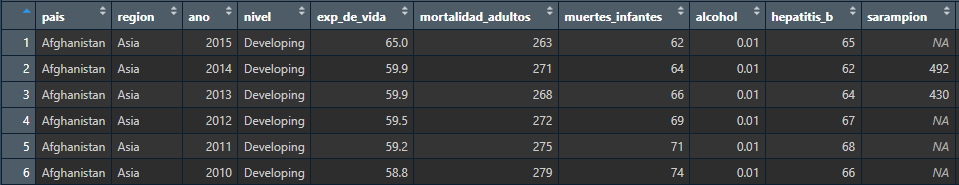 pais region ano nivel exp_de_vida mortalidad_adultos muertes_infantes alcohol hepatitis_b sarampion
1 Afghanistan Asia 2015 Developing 65.0 263 62 0.01 65 NA
2 Afghanistan Asia 2014 Developing 59.9 271 64 0.01 62 492
3 Afghanistan Asia 2013 Developing 59.9 268 66 0.01 64 430
4 Afghanistan Asia 2012 Developing 59.5 272 69 0.01 67 NA
5 Afghanistan Asia 2011 Developing 59.2 275 71 0.01 68 NA
6 Afghanistan Asia 2010 Developing 58.8 279 74 0.01 66 NA